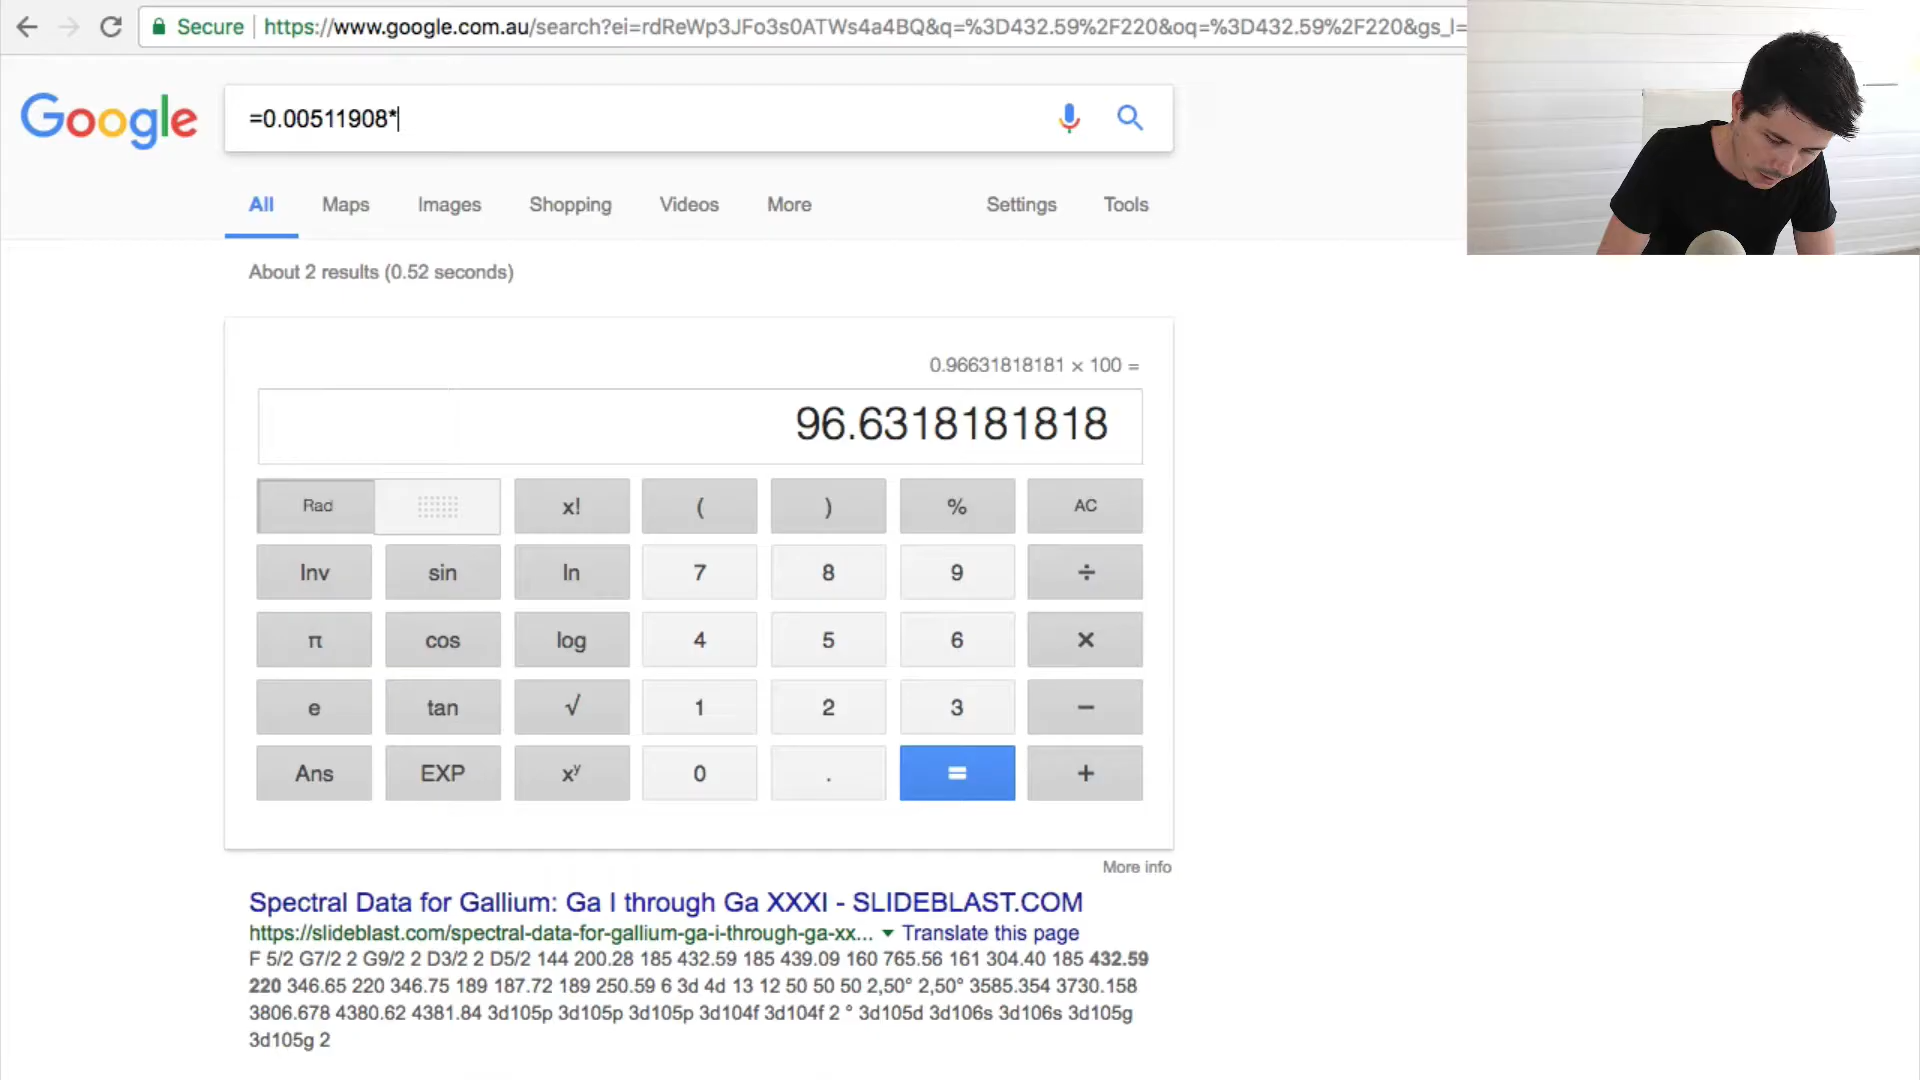 Secure https://www.google.com.au/search?ei=rdReWp3JFo3s0ATWs4a4BQ&q=%3D432.59%2F220&oq=%3D432.59%2F220&gs_l=
Google
=0.00511908*
All Maps Images Shopping Videos More Settings Tools
About 2 results (0.52 seconds)
0.96631818181 × 100 =
96.6318181818
Rad x! ( ) % AC
Inv sin ln 7 8 9 ÷
π cos log 4 5 6 ×
e tan √ 1 2 3 −
Ans EXP xʸ 0 . = +
More info
Spectral Data for Gallium: Ga I through Ga XXXI - SLIDEBLAST.COM
https://slideblast.com/spectral-data-for-gallium-ga-i-through-ga-xx... Translate this page
F 5/2 G7/2 2 G9/2 2 D3/2 2 D5/2 144 200.28 185 432.59 185 439.09 160 765.56 161 304.40 185 432.59
220 346.65 220 346.75 189 187.72 189 250.59 6 3d 4d 13 12 50 50 50 2,50° 2,50° 3585.354 3730.158
3806.678 4380.62 4381.84 3d105p 3d105p 3d105p 3d104f 3d104f 2 ° 3d105d 3d106s 3d106s 3d105g
3d105g 2